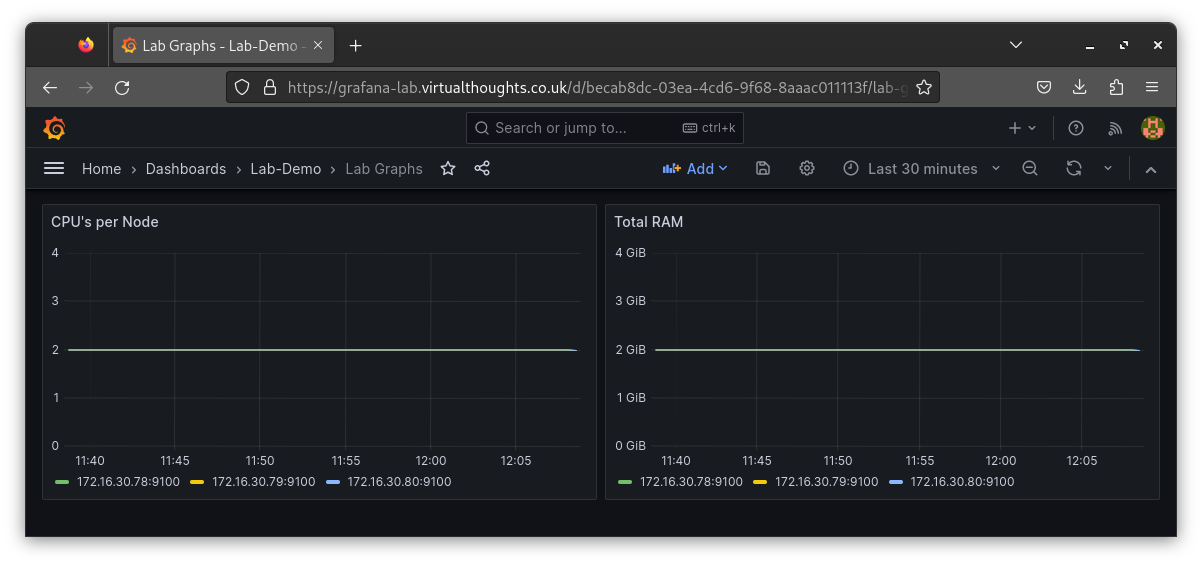 Lab Graphs - Lab-Demo -
https://grafana-lab.virtualthoughts.co.uk/d/becab8dc-03ea-4cd6-9f68-8aaac011113f/lab-g
Search or jump to... ctrl+k
Home > Dashboards > Lab-Demo > Lab Graphs Add Last 30 minutes
CPU's per Node
4
3
2
1
0
11:40 11:45 11:50 11:55 12:00 12:05
172.16.30.78:9100 172.16.30.79:9100 172.16.30.80:9100
Total RAM
4 GiB
3 GiB
2 GiB
1 GiB
0 GiB
11:40 11:45 11:50 11:55 12:00 12:05
172.16.30.78:9100 172.16.30.79:9100 172.16.30.80:9100